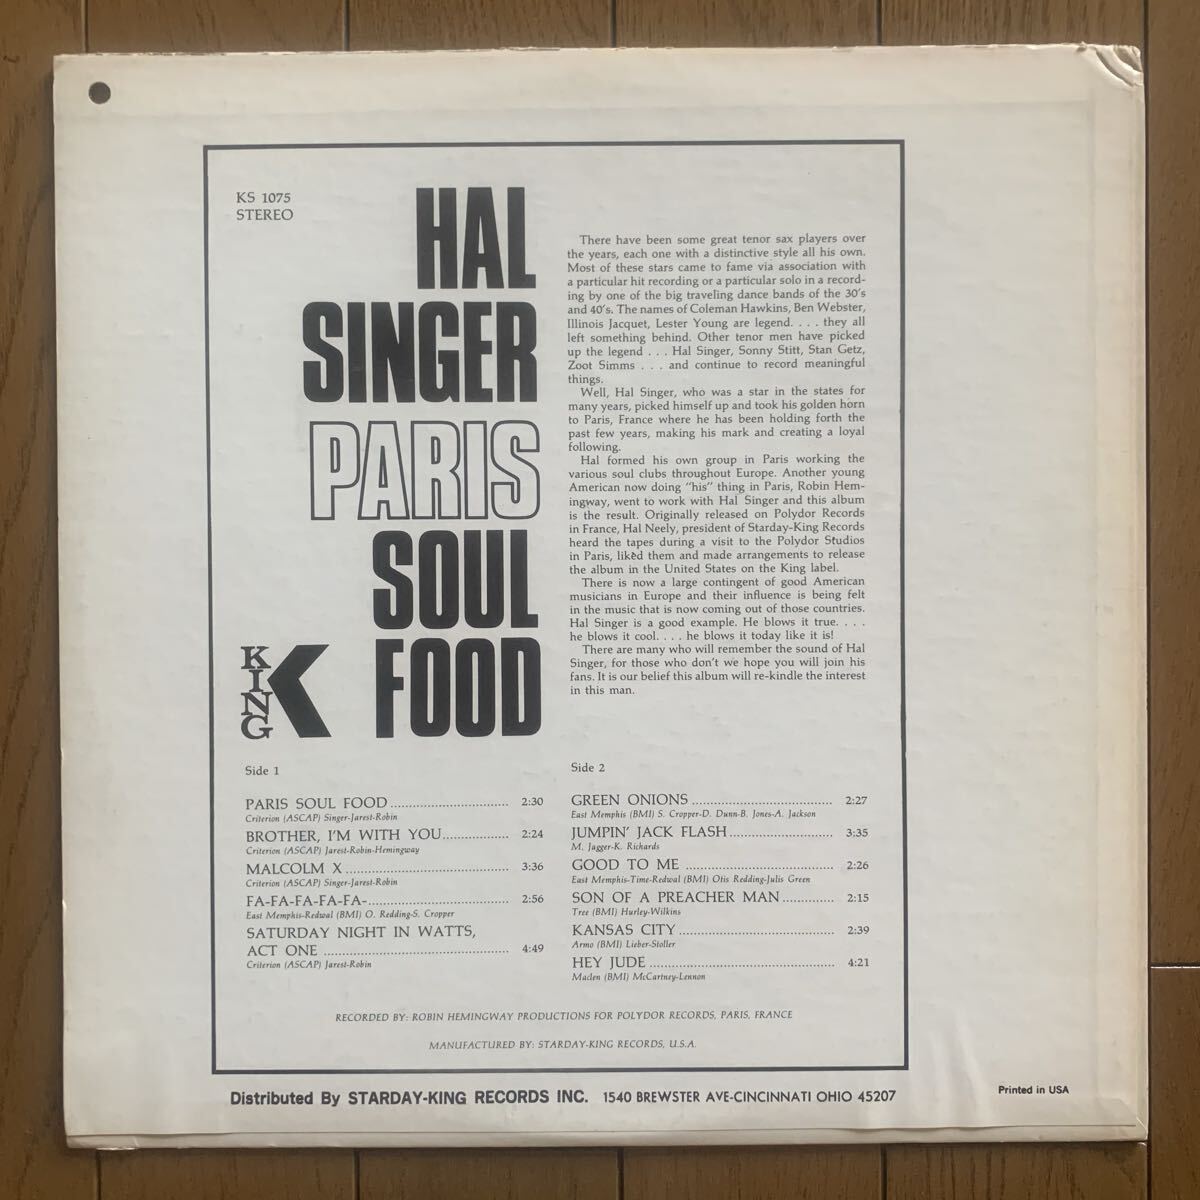 KS 1075
STEREO
HAL
SINGER
PARIS
SOUL
FOOD
KING
K
There have been some great tenor sax players over
the years, each one with a distinctive style all his own.
Most of these stars came to fame via association with
a particular hit recording or a particular solo in a record-
ing by one of the big traveling dance bands of the 30's
and 40's. The names of Coleman Hawkins, Ben Webster,
Illinois Jacquet, Lester Young are legend. . . . they all
left something behind. Other tenor men have picked
up the legend . . . Hal Singer, Sonny Stitt, Stan Getz,
Zoot Simms . . . and continue to record meaningful
things.
Well, Hal Singer, who was a star in the states for
many years, picked himself up and took his golden horn
to Paris, France where he has been holding forth the
past few years, making his mark and creating a loyal
following.
Hal formed his own group in Paris working the
various soul clubs throughout Europe. Another young
American now doing "his" thing in Paris, Robin Hem-
ingway, went to work with Hal Singer and this album
is the result. Originally released on Polydor Records
in France, Hal Neely, president of Starday-King Records
heard the tapes during a visit to the Polydor Studios
in Paris, liked them and made arrangements to release
the album in the United States on the King label.
There is now a large contingent of good American
musicians in Europe and their influence is being felt
in the music that is now coming out of those countries.
Hal Singer is a good example. He blows it true. . . .
he blows it cool. . . . he blows it today like it is!
There are many who will remember the sound of Hal
Singer, for those who don't we hope you will join his
fans. It is our belief this album will re-kindle the interest
in this man.
Side 1
PARIS SOUL FOOD 2:30
Criterion (ASCAP) Singer-Jarest-Robin
BROTHER, I'M WITH YOU 2:24
Criterion (ASCAP) Jarest-Robin-Hemingway
MALCOLM X 3:36
Criterion (ASCAP) Singer-Jarest-Robin
FA-FA-FA-FA-FA- 2:56
East Memphis-Redwal (BMI) O. Redding-S. Cropper
SATURDAY NIGHT IN WATTS,
ACT ONE 4:49
Criterion (ASCAP) Jarest-Robin
Side 2
GREEN ONIONS 2:27
East Memphis (BMI) S. Cropper-D. Dunn-B. Jones-A. Jackson
JUMPIN' JACK FLASH 3:35
M. Jagger-K. Richards
GOOD TO ME 2:26
East Memphis-Time-Redwal (BMI) Otis Redding-Julis Green
SON OF A PREACHER MAN 2:15
Tree (BMI) Hurley-Wilkins
KANSAS CITY 2:39
Armo (BMI) Lieber-Stoller
HEY JUDE 4:21
Maclen (BMI) McCartney-Lennon
RECORDED BY: ROBIN HEMINGWAY PRODUCTIONS FOR POLYDOR RECORDS, PARIS, FRANCE
MANUFACTURED BY: STARDAY-KING RECORDS, U.S.A.
Distributed By STARDAY-KING RECORDS INC. 1540 BREWSTER AVE-CINCINNATI OHIO 45207
Printed in USA